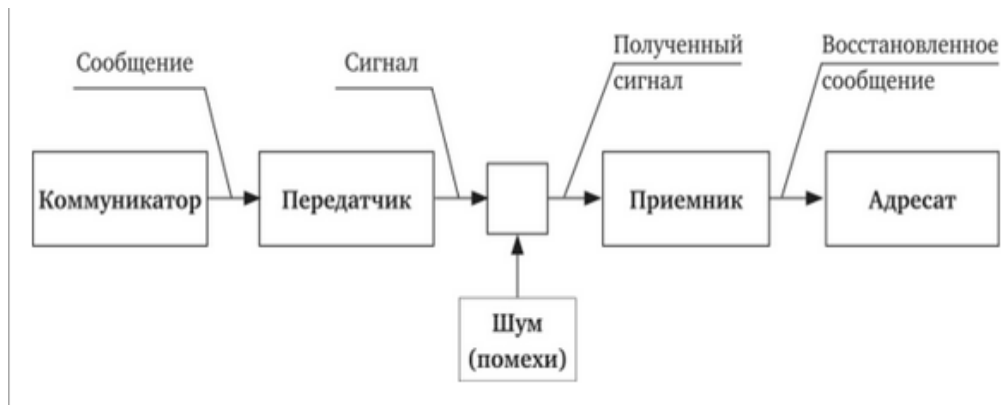 Сообщение
Сигнал
Полученный
сигнал
Восстановленное
сообщение
Коммуникатор
Передатчик
Приемник
Адресат
Шум
(помехи)